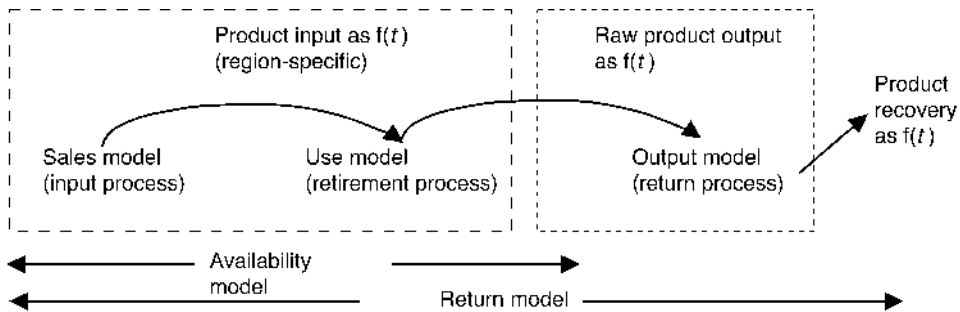 Product input as f(t)
(region-specific)
Raw product output
as f(t)
Product
recovery
as f(t)
Sales model
(input process)
Use model
(retirement process)
Output model
(return process)
Availability
model
Return model